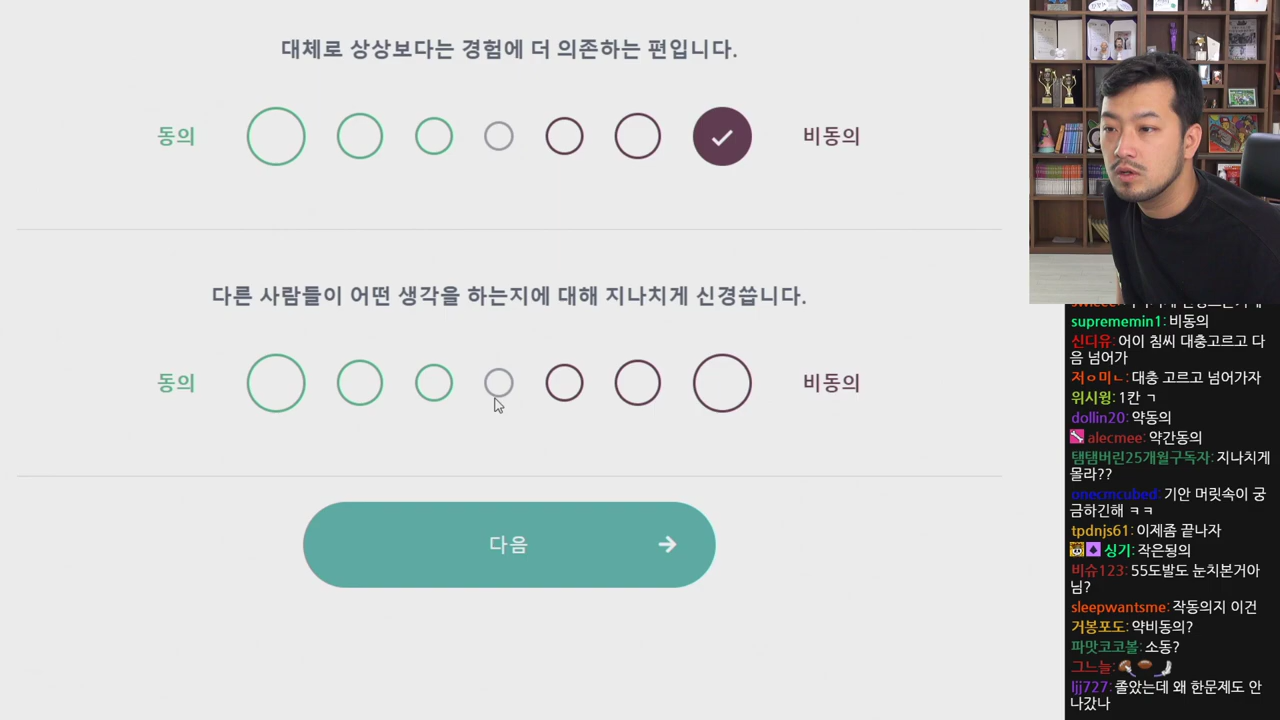 대체로 상상보다는 경험에 더 의존하는 편입니다.
동의
비동의
다른 사람들이 어떤 생각을 하는지에 대해 지나치게 신경씁니다.
동의
비동의
다음
suprememin1: 비동의
신디유: 어이 침씨 대충고르고 다
음 넘어가
저ㅇ미ㄴ: 대충 고르고 넘어가자
위시윙: 1칸 ㄱ
dollin20: 약동의
alecmee: 약간동의
탬탬버린25개월구독자: 지나치게
몰라??
onecmcubed: 기안 머릿속이 궁
금하긴해 ㅋㅋ
tpdnjs61: 이제좀 끝나자
싱기: 작은됭의
비슈123: 55도발도 눈치본거아
님?
sleepwantsme: 작동의지 이건
거봉포도: 약비동의?
파맛코코볼: 소동?
그느늘:
ljj727: 졸았는데 왜 한문제도 안
나갔나